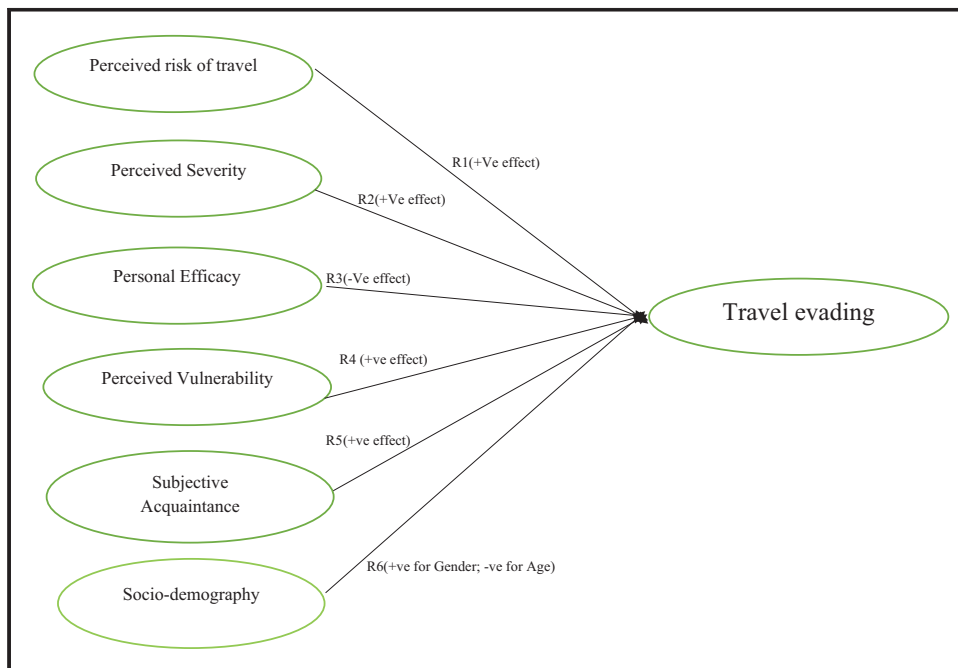 Perceived risk of travel
R1(+Ve effect)
Perceived Severity
R2(+Ve effect)
Personal Efficacy
R3(-Ve effect)
Travel evading
Perceived Vulnerability
R4 (+ve effect)
R5(+ve effect)
Subjective
Acquaintance
R6(+ve for Gender; -ve for Age)
Socio-demography